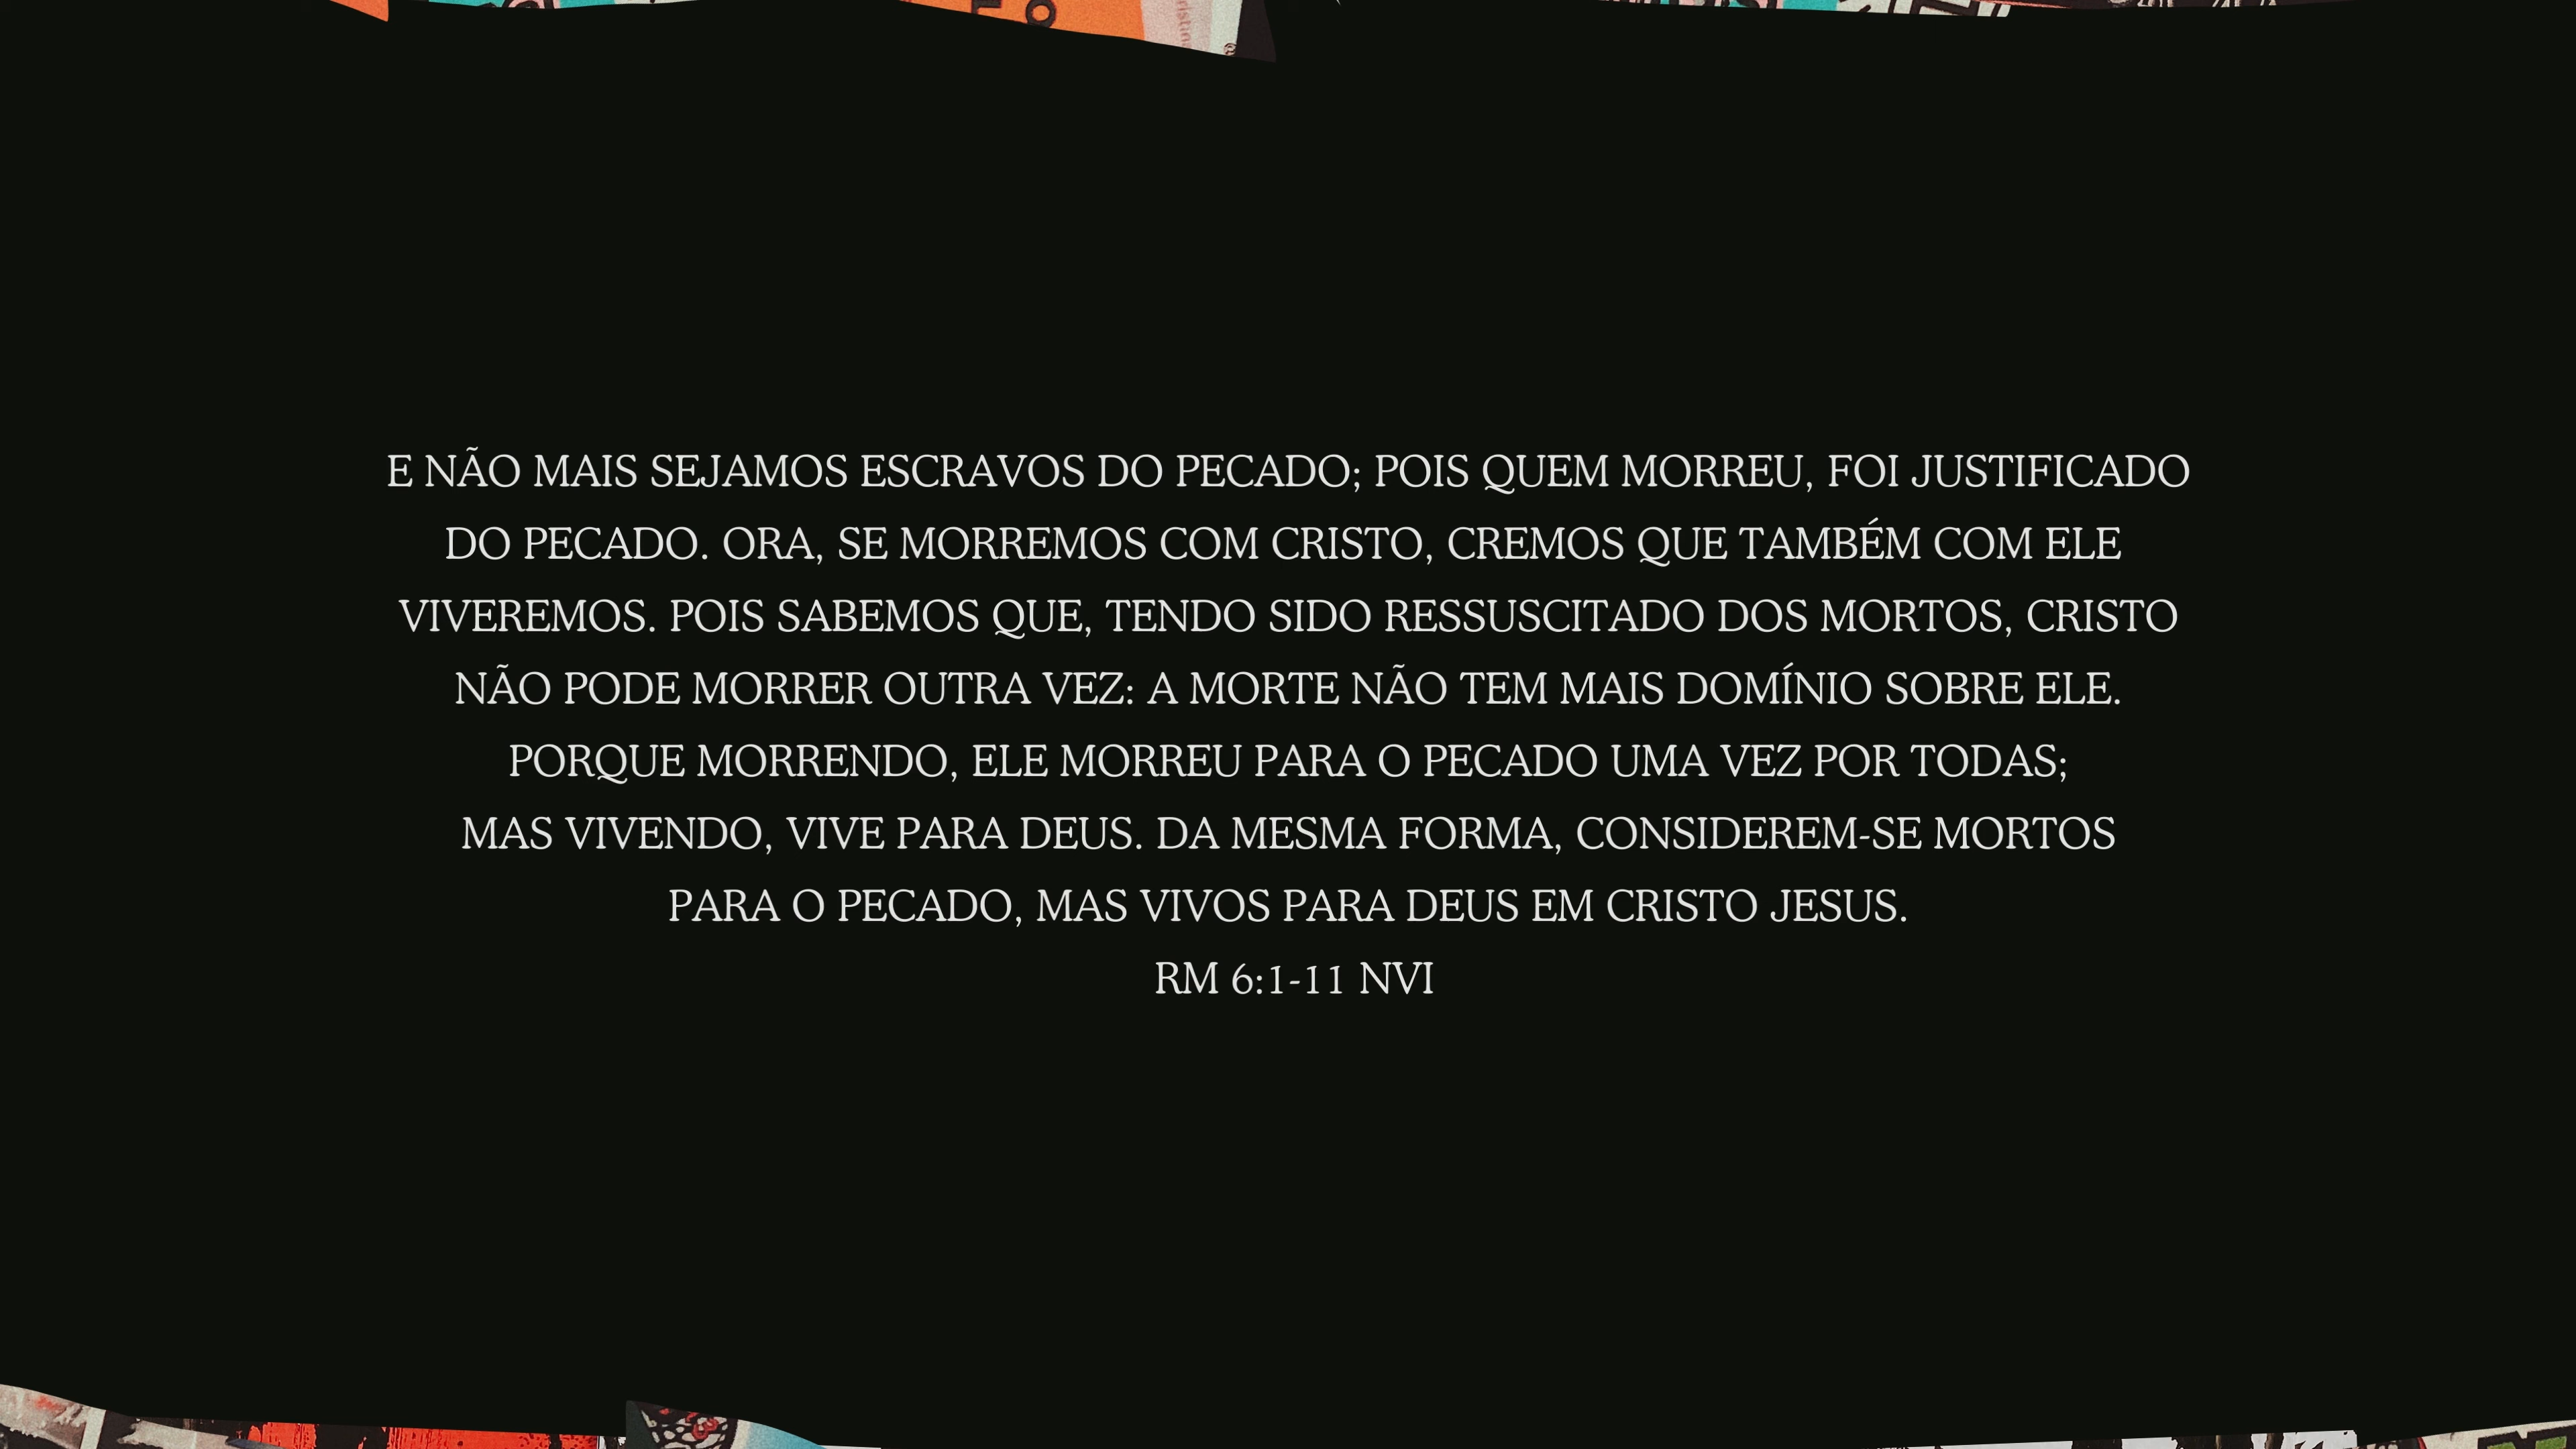 E NÃO MAIS SEJAMOS ESCRAVOS DO PECADO; POIS QUEM MORREU, FOI JUSTIFICADO
DO PECADO. ORA, SE MORREMOS COM CRISTO, CREMOS QUE TAMBÉM COM ELE
VIVEREMOS. POIS SABEMOS QUE, TENDO SIDO RESSUSCITADO DOS MORTOS, CRISTO
NÃO PODE MORRER OUTRA VEZ: A MORTE NÃO TEM MAIS DOMÍNIO SOBRE ELE.
PORQUE MORRENDO, ELE MORREU PARA O PECADO UMA VEZ POR TODAS;
MAS VIVENDO, VIVE PARA DEUS. DA MESMA FORMA, CONSIDEREM-SE MORTOS
PARA O PECADO, MAS VIVOS PARA DEUS EM CRISTO JESUS.
RM 6:1-11 NVI